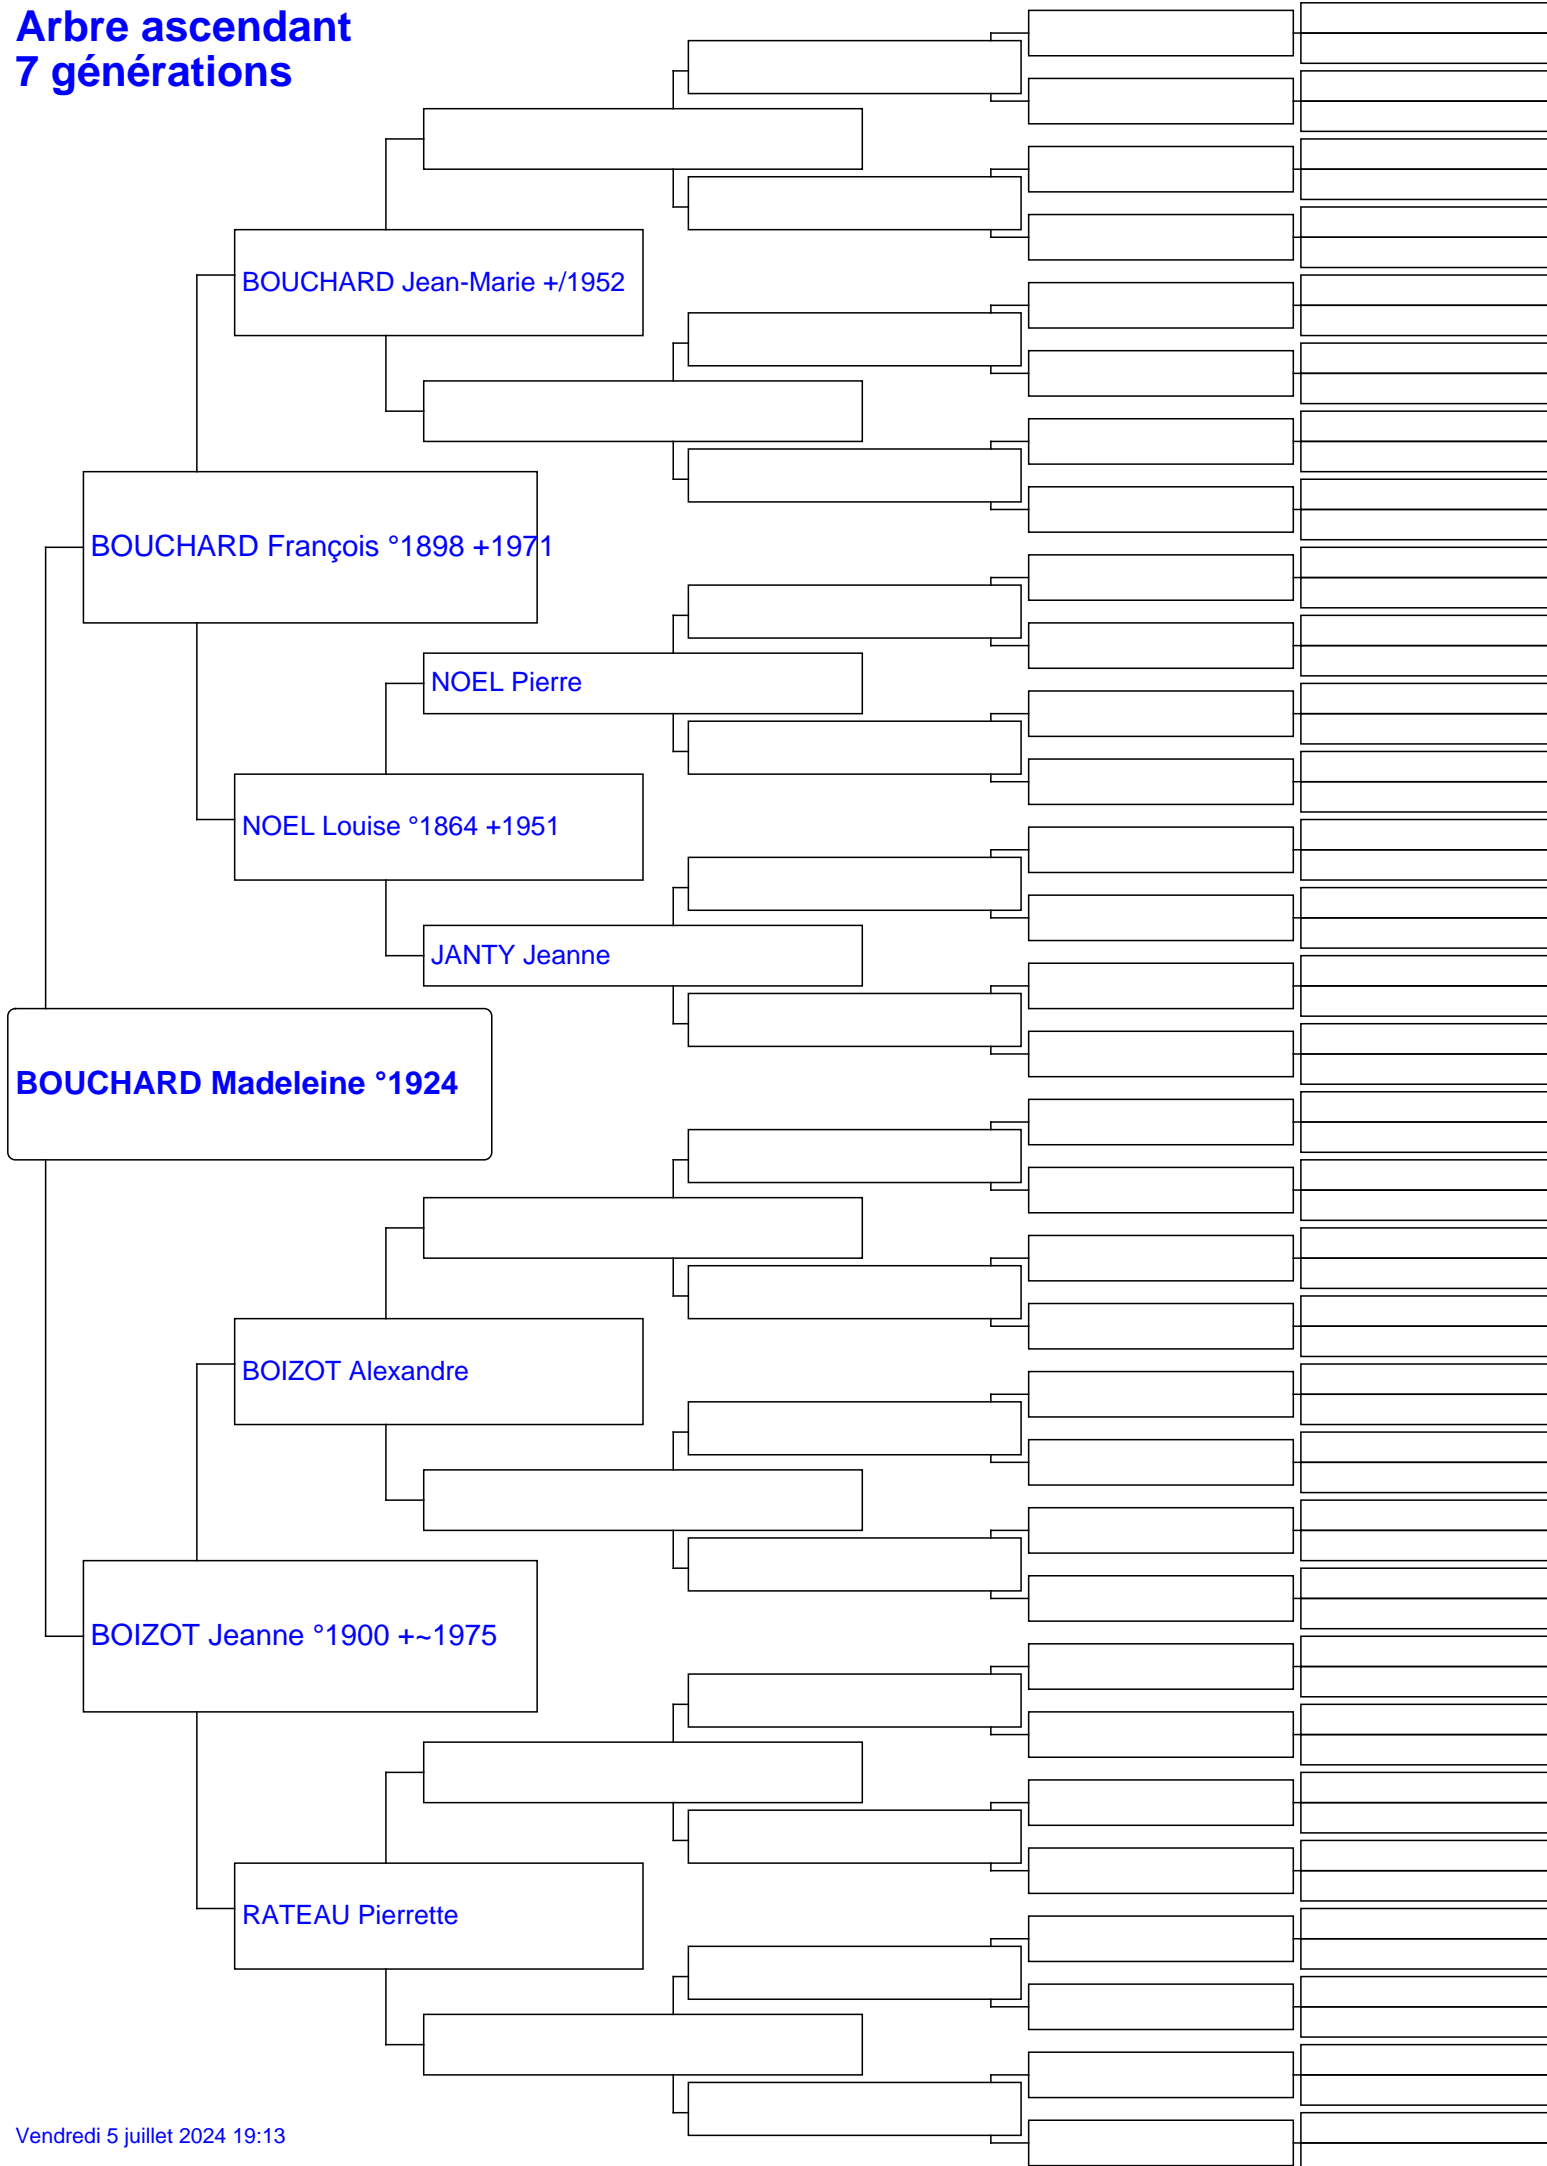 Arbre ascendant
7 générations
BOUCHARD Jean-Marie +/1952
BOUCHARD François °1898 +1971
NOEL Pierre
NOEL Louise °1864 +1951
JANTY Jeanne
BOUCHARD Madeleine °1924
BOIZOT Alexandre
BOIZOT Jeanne °1900 +~1975
RATEAU Pierrette
Vendredi 5 juillet 2024 19:13